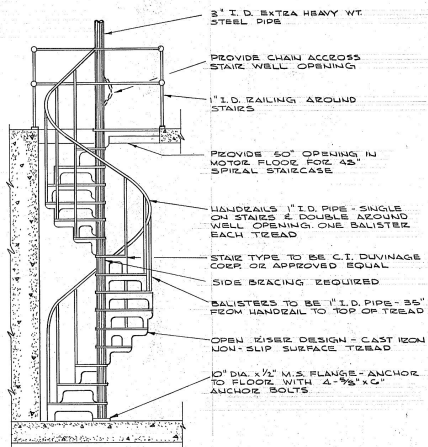 3" I.D. EXTRA HEAVY WT.
STEEL PIPE
PROVIDE CHAIN ACCROSS
STAIR WELL OPENING
1" I.D. RAILING AROUND
STAIRS
PROVIDE 50" OPENING IN
MOTOR FLOOR FOR 48"
SPIRAL STAIRCASE
HANDRAILS 1" I.D. PIPE - SINGLE
ON STAIRS & DOUBLE AROUND
WELL OPENING. ONE BALISTER
EACH TREAD
STAIR TYPE TO BE C.I. DUVINAGE
CORP. OR APPROVED EQUAL
SIDE BRACING REQUIRED
BALISTERS TO BE 1" I.D. PIPE - 35"
FROM HANDRAIL TO TOP OF TREAD
OPEN RISER DESIGN - CAST IRON
NON-SLIP SURFACE TREAD
10" DIA. x 1/2" M.S. FLANGE - ANCHOR
TO FLOOR WITH 4 - 5/8" x 6"
ANCHOR BOLTS